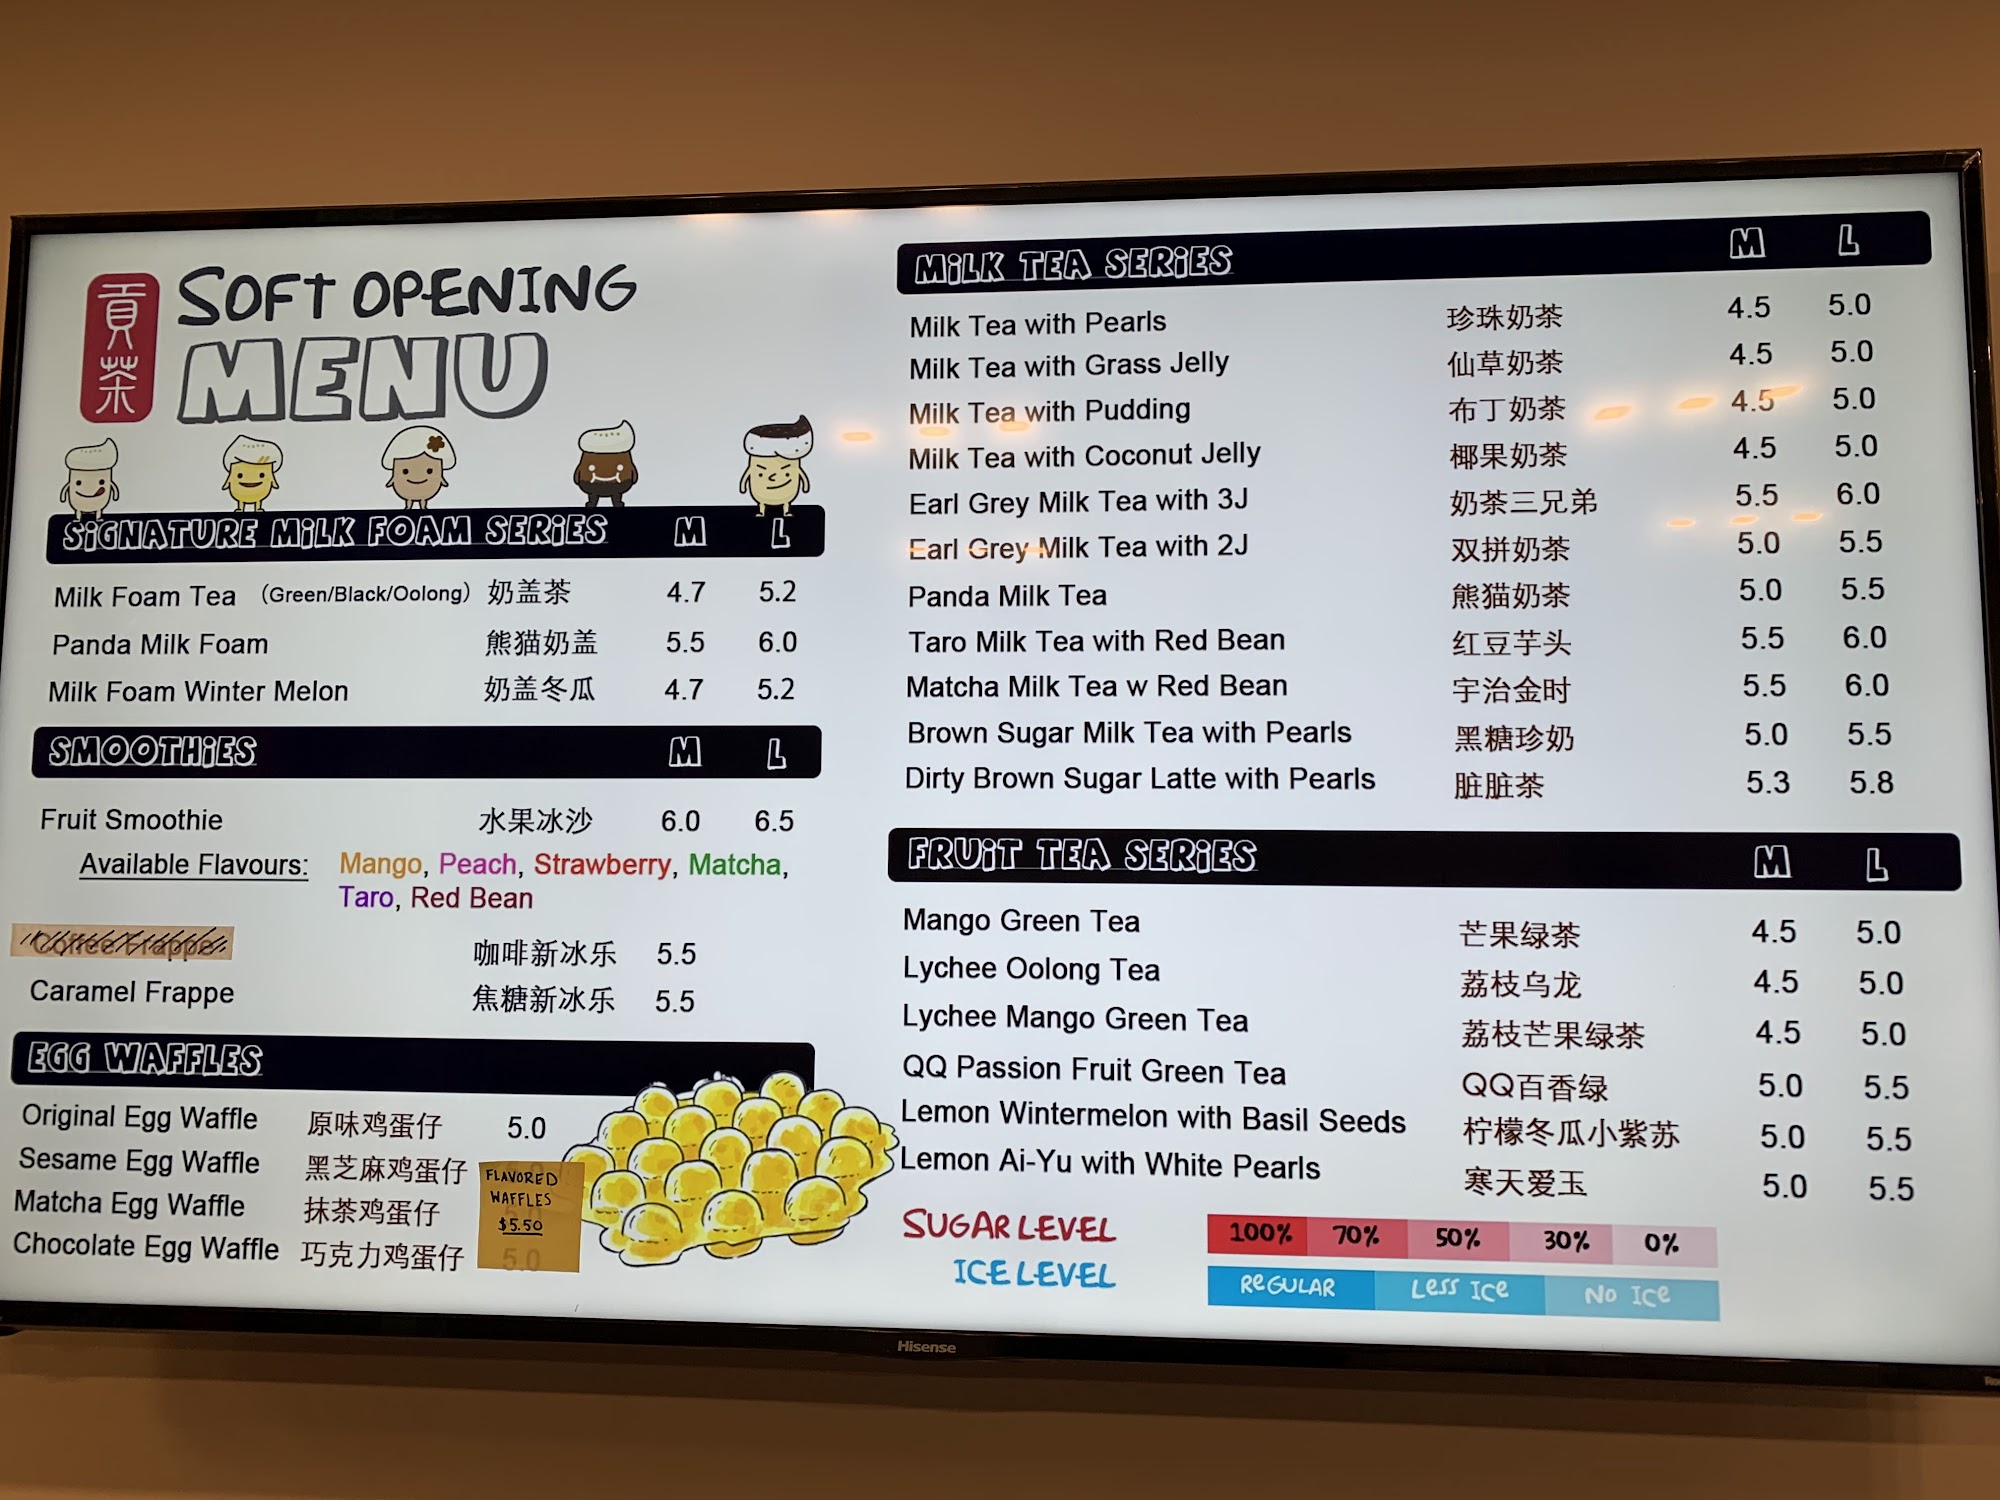 貢茶
SOFT OPENING
MENU
SIGNATURE MILK FOAM SERIES M L
Milk Foam Tea (Green/Black/Oolong) 奶盖茶 4.7 5.2
Panda Milk Foam 熊猫奶盖 5.5 6.0
Milk Foam Winter Melon 奶盖冬瓜 4.7 5.2
SMOOTHIES M L
Fruit Smoothie 水果冰沙 6.0 6.5
Available Flavours: Mango, Peach, Strawberry, Matcha,
Taro, Red Bean
Coffee Frappe 咖啡新冰乐 5.5
Caramel Frappe 焦糖新冰乐 5.5
EGG WAFFLES
Original Egg Waffle 原味鸡蛋仔 5.0
Sesame Egg Waffle 黑芝麻鸡蛋仔
Matcha Egg Waffle 抹茶鸡蛋仔 5.0
Chocolate Egg Waffle 巧克力鸡蛋仔 5.0
FLAVORED
WAFFLES
$5.50
MILK TEA SERIES M L
Milk Tea with Pearls 珍珠奶茶 4.5 5.0
Milk Tea with Grass Jelly 仙草奶茶 4.5 5.0
Milk Tea with Pudding 布丁奶茶 4.5 5.0
Milk Tea with Coconut Jelly 椰果奶茶 4.5 5.0
Earl Grey Milk Tea with 3J 奶茶三兄弟 5.5 6.0
Earl Grey Milk Tea with 2J 双拼奶茶 5.0 5.5
Panda Milk Tea 熊猫奶茶 5.0 5.5
Taro Milk Tea with Red Bean 红豆芋头 5.5 6.0
Matcha Milk Tea w Red Bean 宇治金时 5.5 6.0
Brown Sugar Milk Tea with Pearls 黑糖珍奶 5.0 5.5
Dirty Brown Sugar Latte with Pearls 脏脏茶 5.3 5.8
FRUIT TEA SERIES M L
Mango Green Tea 芒果绿茶 4.5 5.0
Lychee Oolong Tea 荔枝乌龙 4.5 5.0
Lychee Mango Green Tea 荔枝芒果绿茶 4.5 5.0
QQ Passion Fruit Green Tea QQ百香绿 5.0 5.5
Lemon Wintermelon with Basil Seeds 柠檬冬瓜小紫苏 5.0 5.5
Lemon Ai-Yu with White Pearls 寒天爱玉 5.0 5.5
SUGAR LEVEL 100% 70% 50% 30% 0%
ICE LEVEL REGULAR LESS ICE NO ICE
Hisense